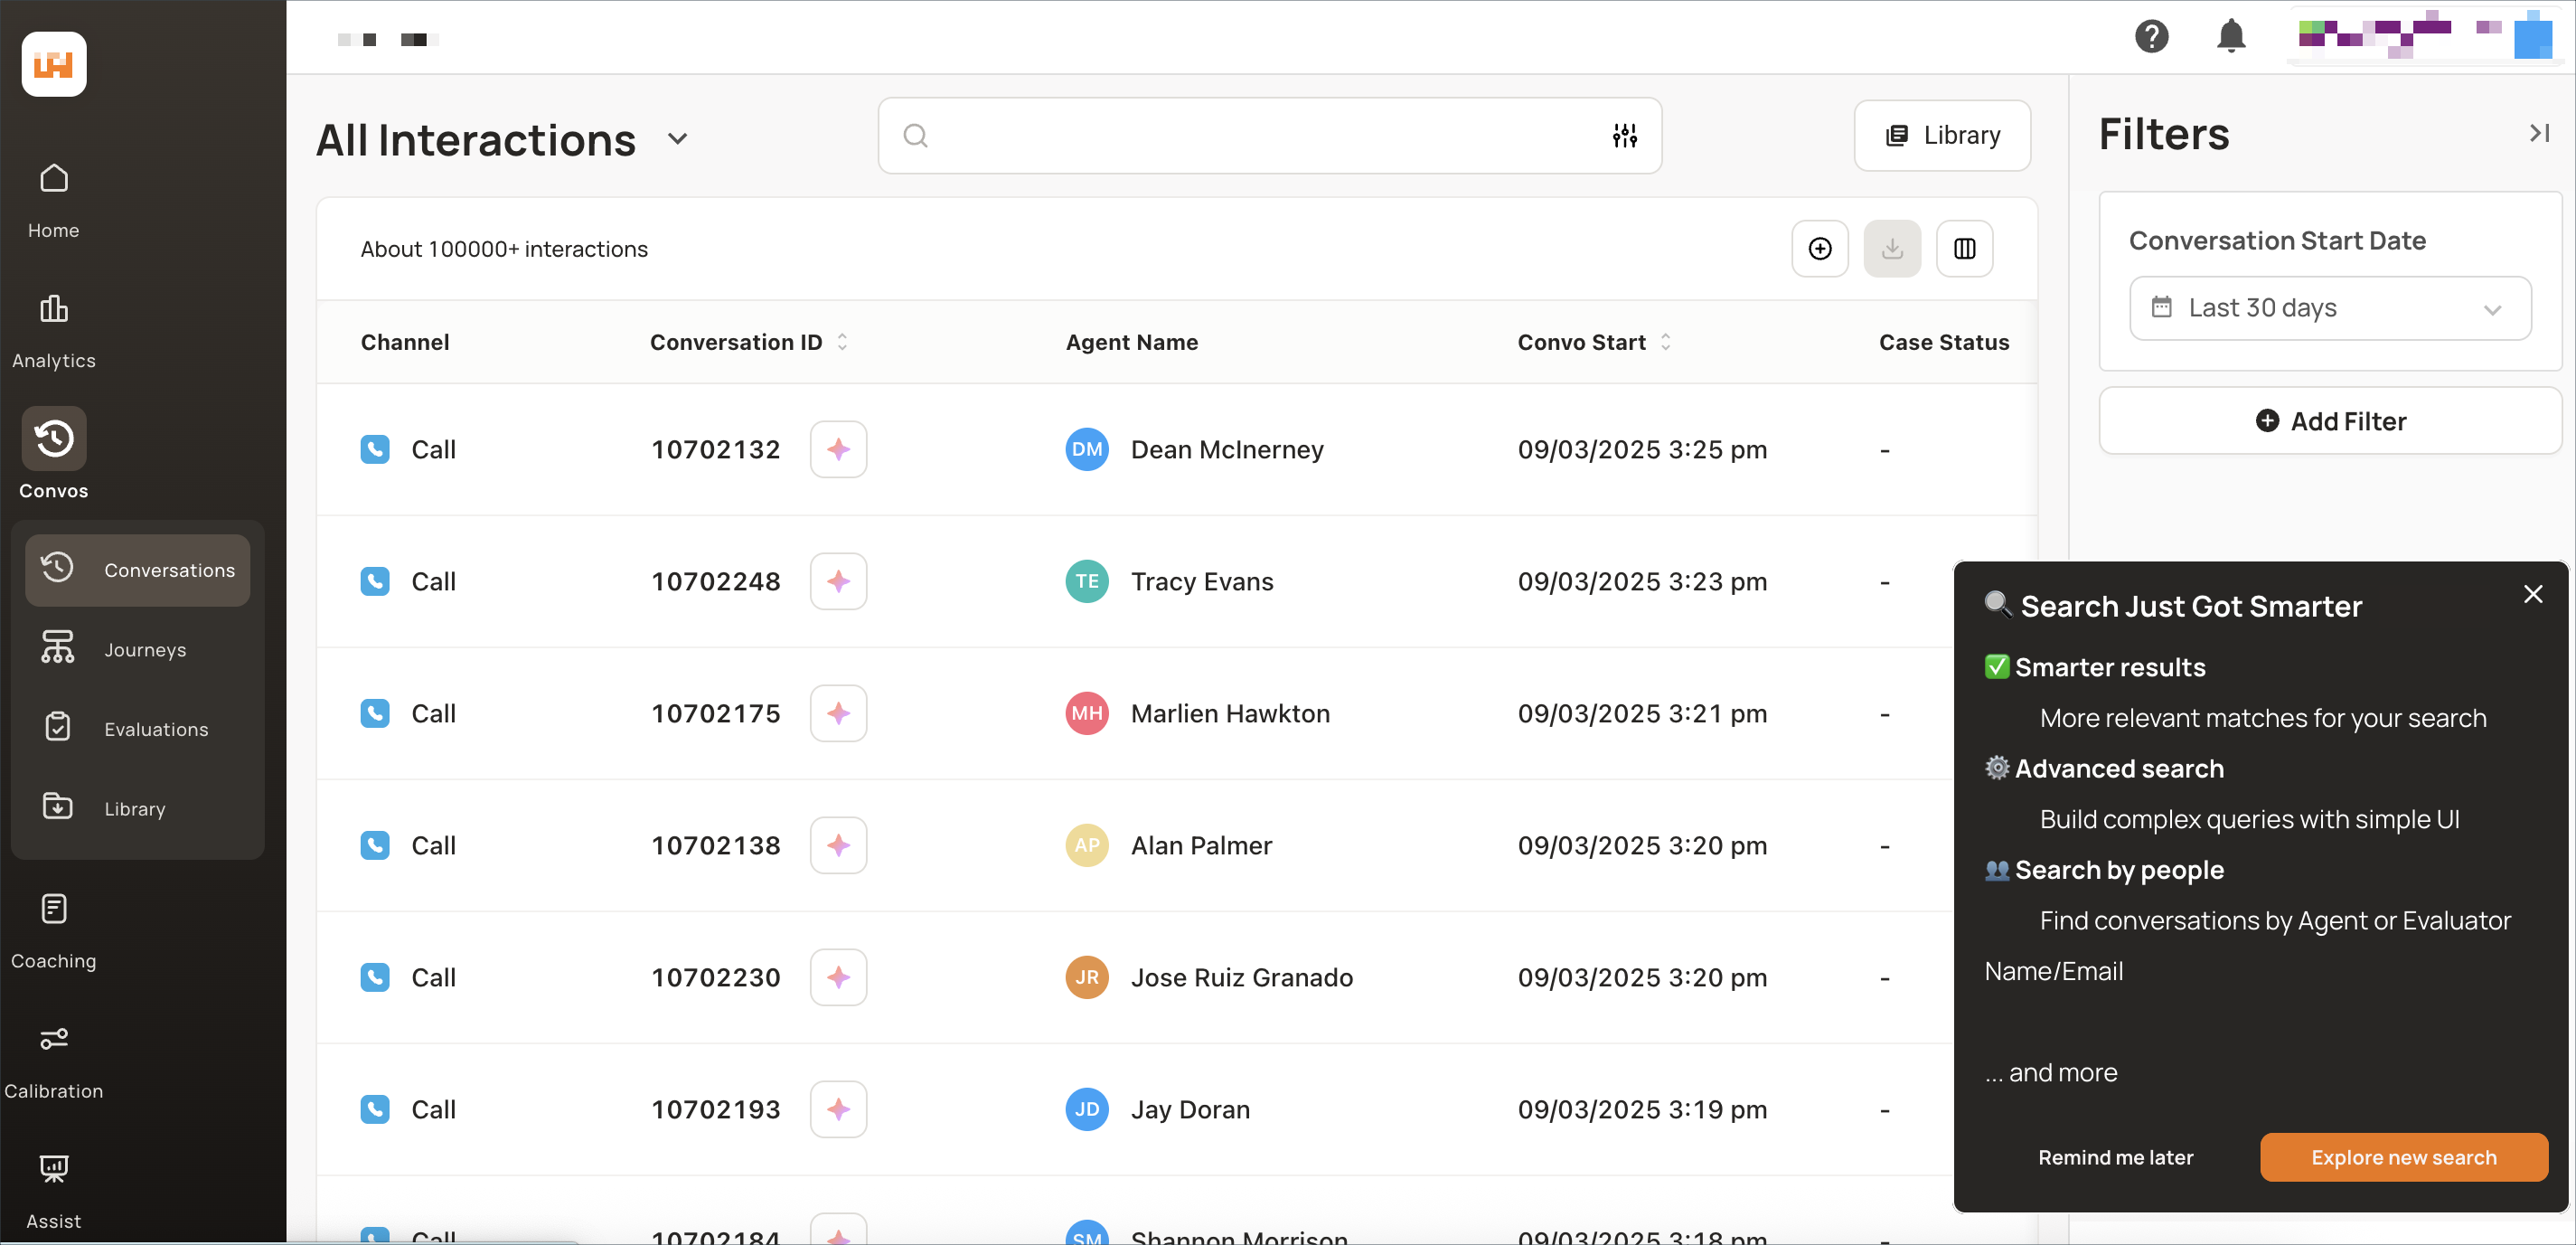 Home
Analytics
Convos
Conversations
Journeys
Evaluations
Library
Coaching
Calibration
Assist
All Interactions
Library
About 100000+ interactions
Channel Conversation ID Agent Name Convo Start Case Status
Call 10702132 DM Dean McInerney 09/03/2025 3:25 pm -
Call 10702248 TE Tracy Evans 09/03/2025 3:23 pm -
Call 10702175 MH Marlien Hawkton 09/03/2025 3:21 pm -
Call 10702138 AP Alan Palmer 09/03/2025 3:20 pm -
Call 10702230 JR Jose Ruiz Granado 09/03/2025 3:20 pm -
Call 10702193 JD Jay Doran 09/03/2025 3:19 pm -
Call 10702184 SM Shannon Morrison 09/03/2025 3:18 pm -
Filters
Conversation Start Date
Last 30 days
Add Filter
Search Just Got Smarter
Smarter results
More relevant matches for your search
Advanced search
Build complex queries with simple UI
Search by people
Find conversations by Agent or Evaluator
Name/Email
... and more
Remind me later
Explore new search